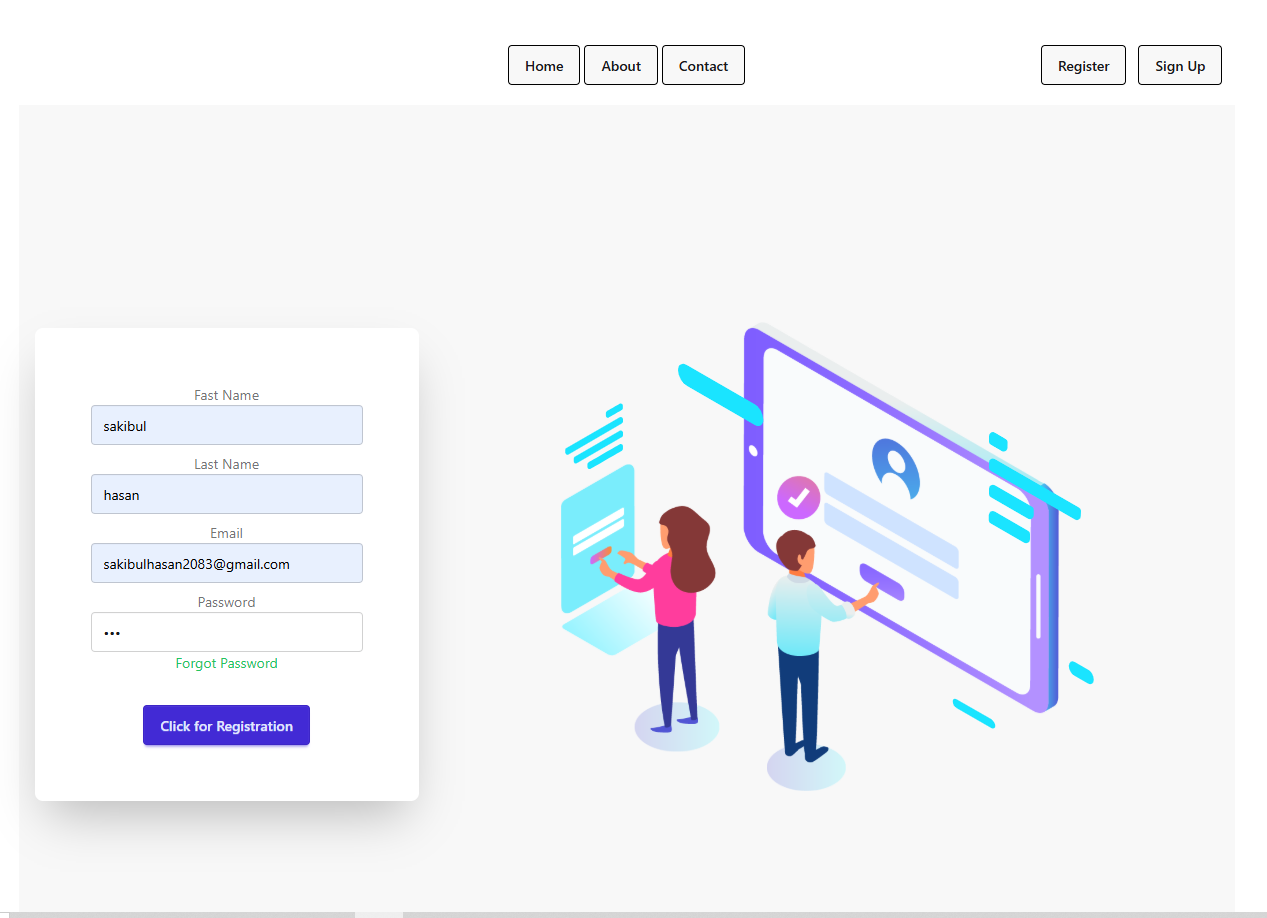 Home About Contact Register Sign Up
Fast Name
sakibul
Last Name
hasan
Email
sakibulhasan2083@gmail.com
Password
•••
Forgot Password
Click for Registration